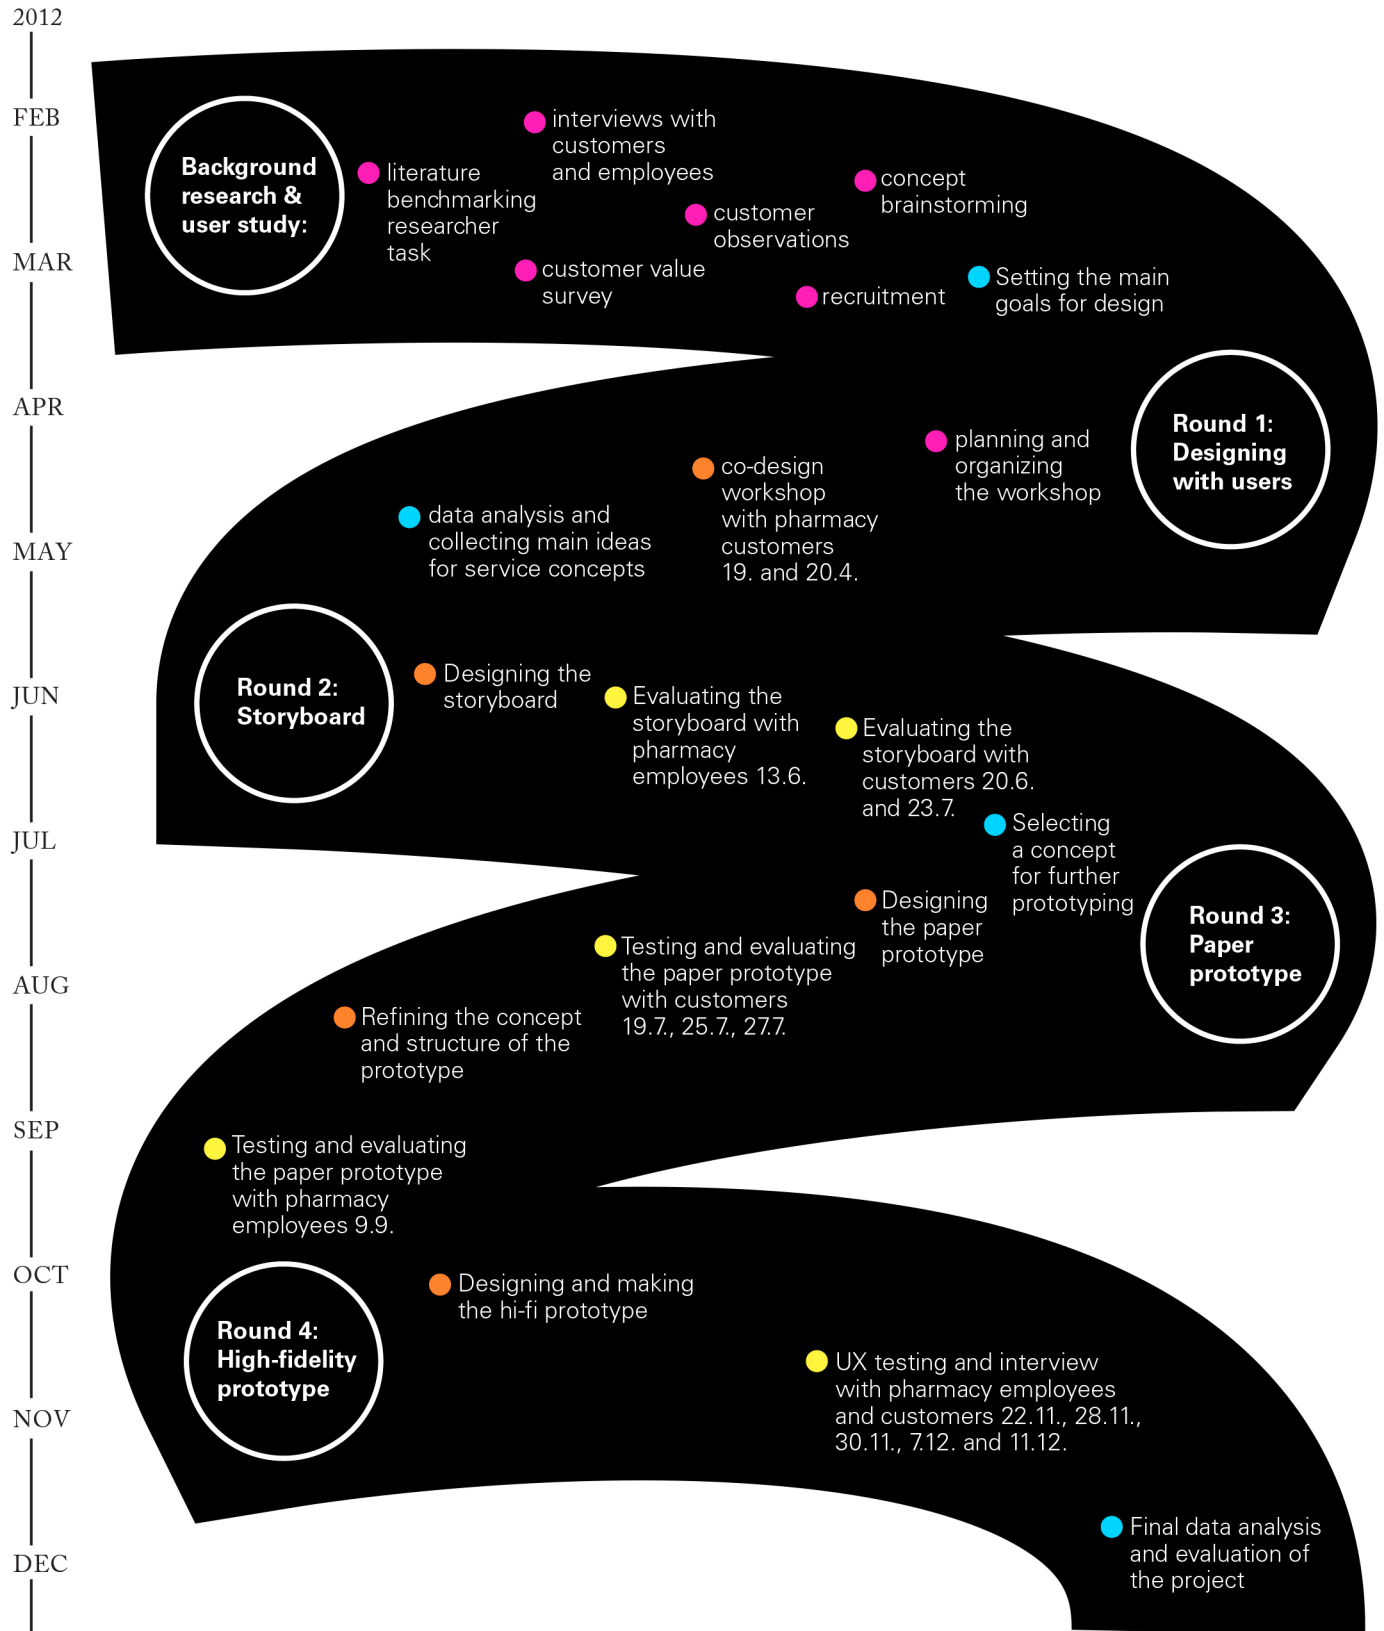 2012
FEB
MAR
APR
MAY
JUN
JUL
AUG
SEP
OCT
NOV
DEC
Background
research &
user study:
literature
benchmarking
researcher
task
interviews with
customers
and employees
customer value
survey
customer
observations
concept
brainstorming
recruitment
Setting the main
goals for design
Round 1:
Designing
with users
planning and
organizing
the workshop
co-design
workshop
with pharmacy
customers
19. and 20.4.
data analysis and
collecting main ideas
for service concepts
Round 2:
Storyboard
Designing the
storyboard
Evaluating the
storyboard with
pharmacy
employees 13.6.
Evaluating the
storyboard with
customers 20.6.
and 23.7.
Selecting
a concept
for further
prototyping
Round 3:
Paper
prototype
Designing
the paper
prototype
Testing and evaluating
the paper prototype
with customers
19.7., 25.7., 27.7.
Refining the concept
and structure of the
prototype
Testing and evaluating
the paper prototype
with pharmacy
employees 9.9.
Round 4:
High-fidelity
prototype
Designing and making
the hi-fi prototype
UX testing and interview
with pharmacy employees
and customers 22.11., 28.11.,
30.11., 7.12. and 11.12.
Final data analysis
and evaluation of
the project